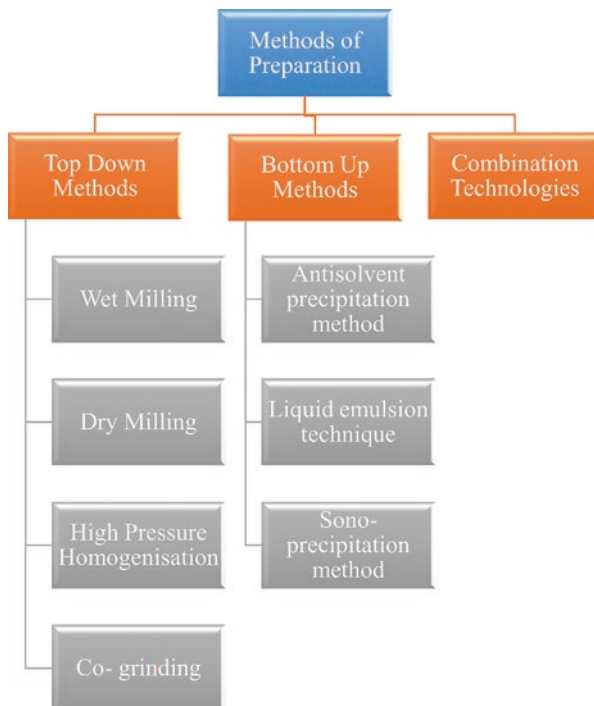 Methods of
Preparation
Top Down
Methods
Bottom Up
Methods
Combination
Technologies
Wet Milling
Dry Milling
High Pressure
Homogenisation
Co- grinding
Antisolvent
precipitation
method
Liquid emulsion
technique
Sono-
precipitation
method